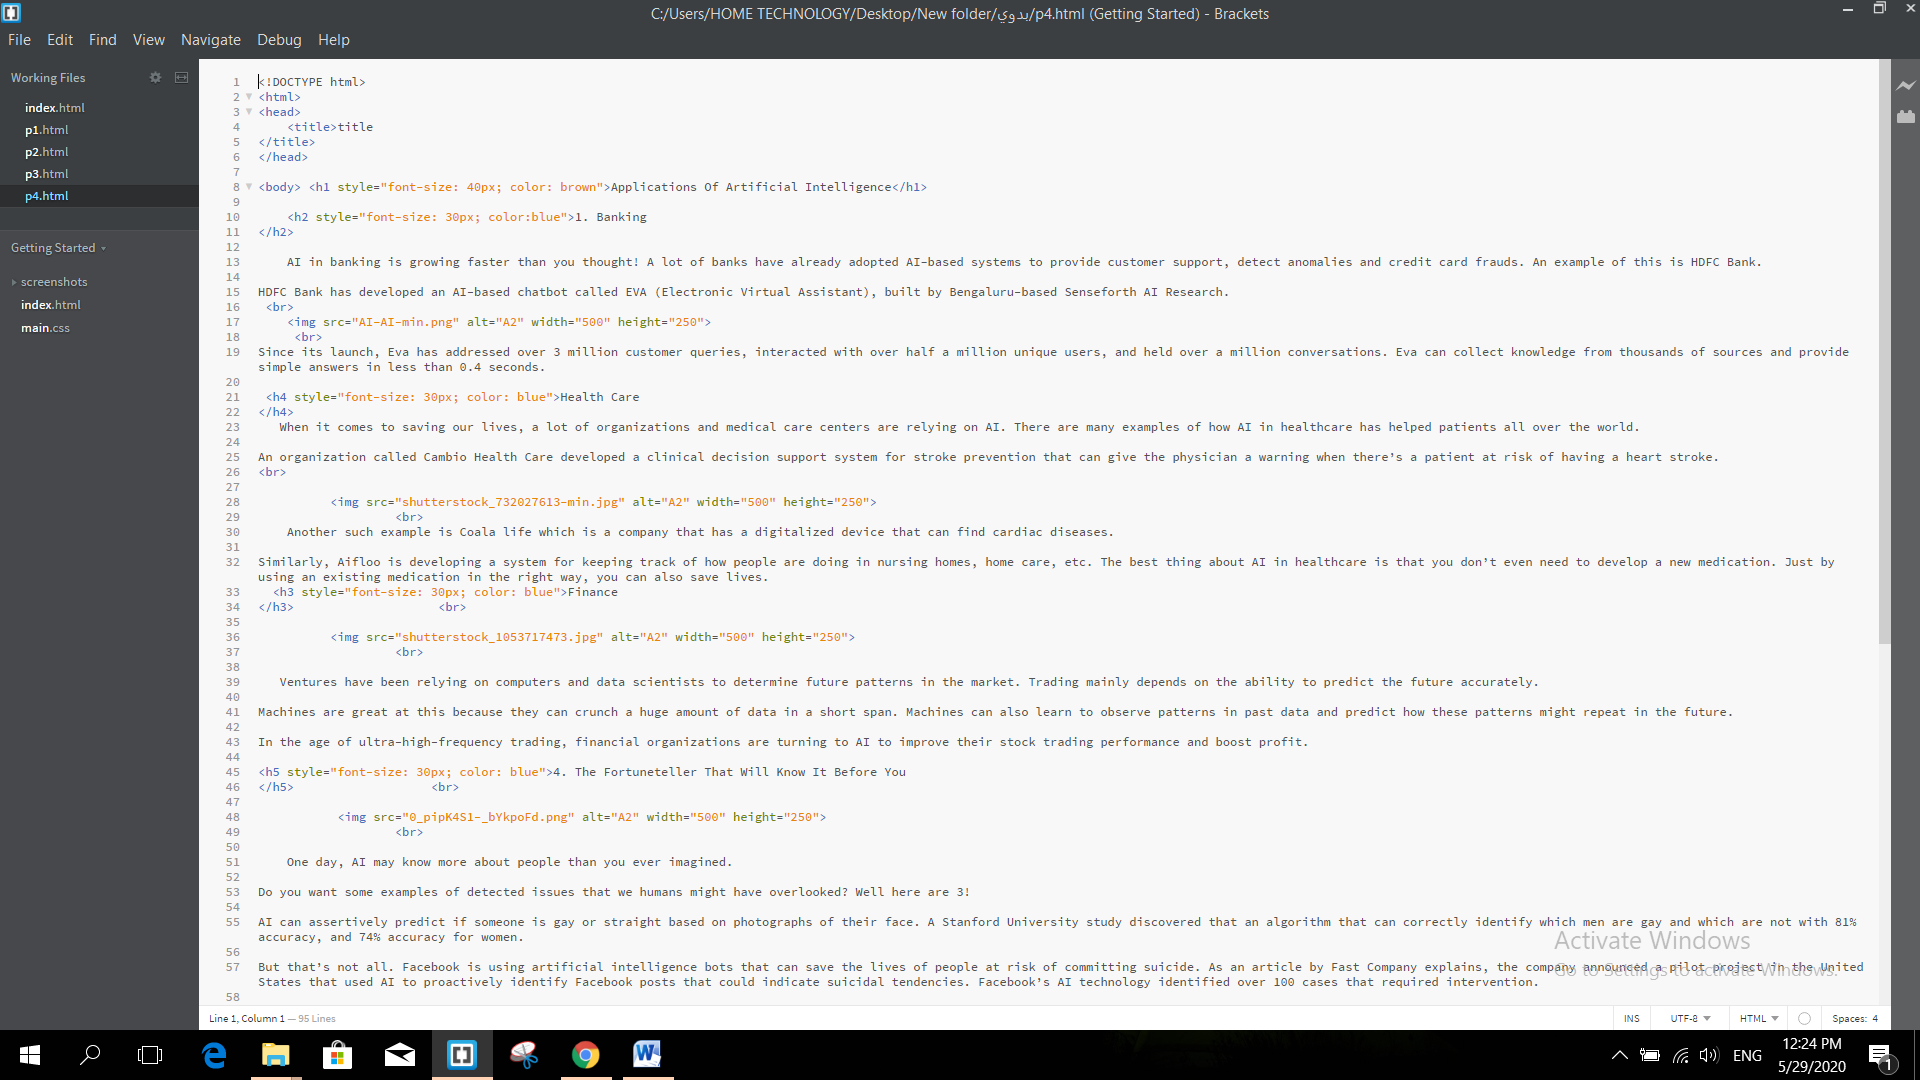 C:/Users/HOME TECHNOLOGY/Desktop/New folder/بدوي/p4.html (Getting Started) - Brackets
File Edit Find View Navigate Debug Help
Working Files
index.html
p1.html
p2.html
p3.html
p4.html
Getting Started
screenshots
index.html
main.css
1 <!DOCTYPE html>
2 <html>
3 <head>
4 <title>title
5 </title>
6 </head>
7
8 <body> <h1 style="font-size: 40px; color: brown">Applications Of Artificial Intelligence</h1>
9
10 <h2 style="font-size: 30px; color:blue">1. Banking
11 </h2>
12
13 AI in banking is growing faster than you thought! A lot of banks have already adopted AI-based systems to provide customer support, detect anomalies and credit card frauds. An example of this is HDFC Bank.
14
15 HDFC Bank has developed an AI-based chatbot called EVA (Electronic Virtual Assistant), built by Bengaluru-based Senseforth AI Research.
16 <br>
17 <img src="AI-AI-min.png" alt="A2" width="500" height="250">
18 <br>
19 Since its launch, Eva has addressed over 3 million customer queries, interacted with over half a million unique users, and held over a million conversations. Eva can collect knowledge from thousands of sources and provide
simple answers in less than 0.4 seconds.
20
21 <h4 style="font-size: 30px; color: blue">Health Care
22 </h4>
23 When it comes to saving our lives, a lot of organizations and medical care centers are relying on AI. There are many examples of how AI in healthcare has helped patients all over the world.
24
25 An organization called Cambio Health Care developed a clinical decision support system for stroke prevention that can give the physician a warning when there’s a patient at risk of having a heart stroke.
26 <br>
27
28 <img src="shutterstock_732027613-min.jpg" alt="A2" width="500" height="250">
29 <br>
30 Another such example is Coala life which is a company that has a digitalized device that can find cardiac diseases.
31
32 Similarly, Aifloo is developing a system for keeping track of how people are doing in nursing homes, home care, etc. The best thing about AI in healthcare is that you don’t even need to develop a new medication. Just by
using an existing medication in the right way, you can also save lives.
33 <h3 style="font-size: 30px; color: blue">Finance
34 </h3> <br>
35
36 <img src="shutterstock_1053717473.jpg" alt="A2" width="500" height="250">
37 <br>
38
39 Ventures have been relying on computers and data scientists to determine future patterns in the market. Trading mainly depends on the ability to predict the future accurately.
40
41 Machines are great at this because they can crunch a huge amount of data in a short span. Machines can also learn to observe patterns in past data and predict how these patterns might repeat in the future.
42
43 In the age of ultra-high-frequency trading, financial organizations are turning to AI to improve their stock trading performance and boost profit.
44
45 <h5 style="font-size: 30px; color: blue">4. The Fortuneteller That Will Know It Before You
46 </h5> <br>
47
48 <img src="0_pipK4S1-_bYkpoFd.png" alt="A2" width="500" height="250">
49 <br>
50
51 One day, AI may know more about people than you ever imagined.
52
53 Do you want some examples of detected issues that we humans might have overlooked? Well here are 3!
54
55 AI can assertively predict if someone is gay or straight based on photographs of their face. A Stanford University study discovered that an algorithm that can correctly identify which men are gay and which are not with 81%
accuracy, and 74% accuracy for women.
56
57 But that’s not all. Facebook is using artificial intelligence bots that can save the lives of people at risk of committing suicide. As an article by Fast Company explains, the company announced a pilot project in the United
States that used AI to proactively identify Facebook posts that could indicate suicidal tendencies. Facebook’s AI technology identified over 100 cases that required intervention.
58
Activate Windows
Go to Settings to activate Windows.
Line 1, Column 1 — 95 Lines
INS UTF-8 HTML Spaces: 4
ENG
12:24 PM
5/29/2020
1